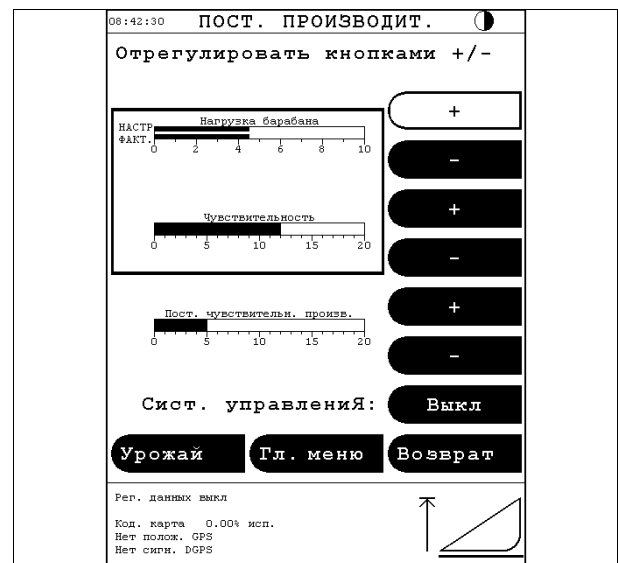 08:42:30 ПОСТ. ПРОИЗВОДИТ.
Отрегулировать кнопками +/-
Нагрузка барабана
НАСТР
ФАКТ.
0 2 4 6 8 10
+
-
Чувствительность
0 5 10 15 20
+
-
Пост. чувствительн. произв.
0 5 10 15 20
+
-
Сист. управлениЯ: Выкл
Урожай Гл. меню Возврат
Рег. данных выкл
Код. карта 0.00% исп.
Нет полож. GPS
Нет сигн. DGPS